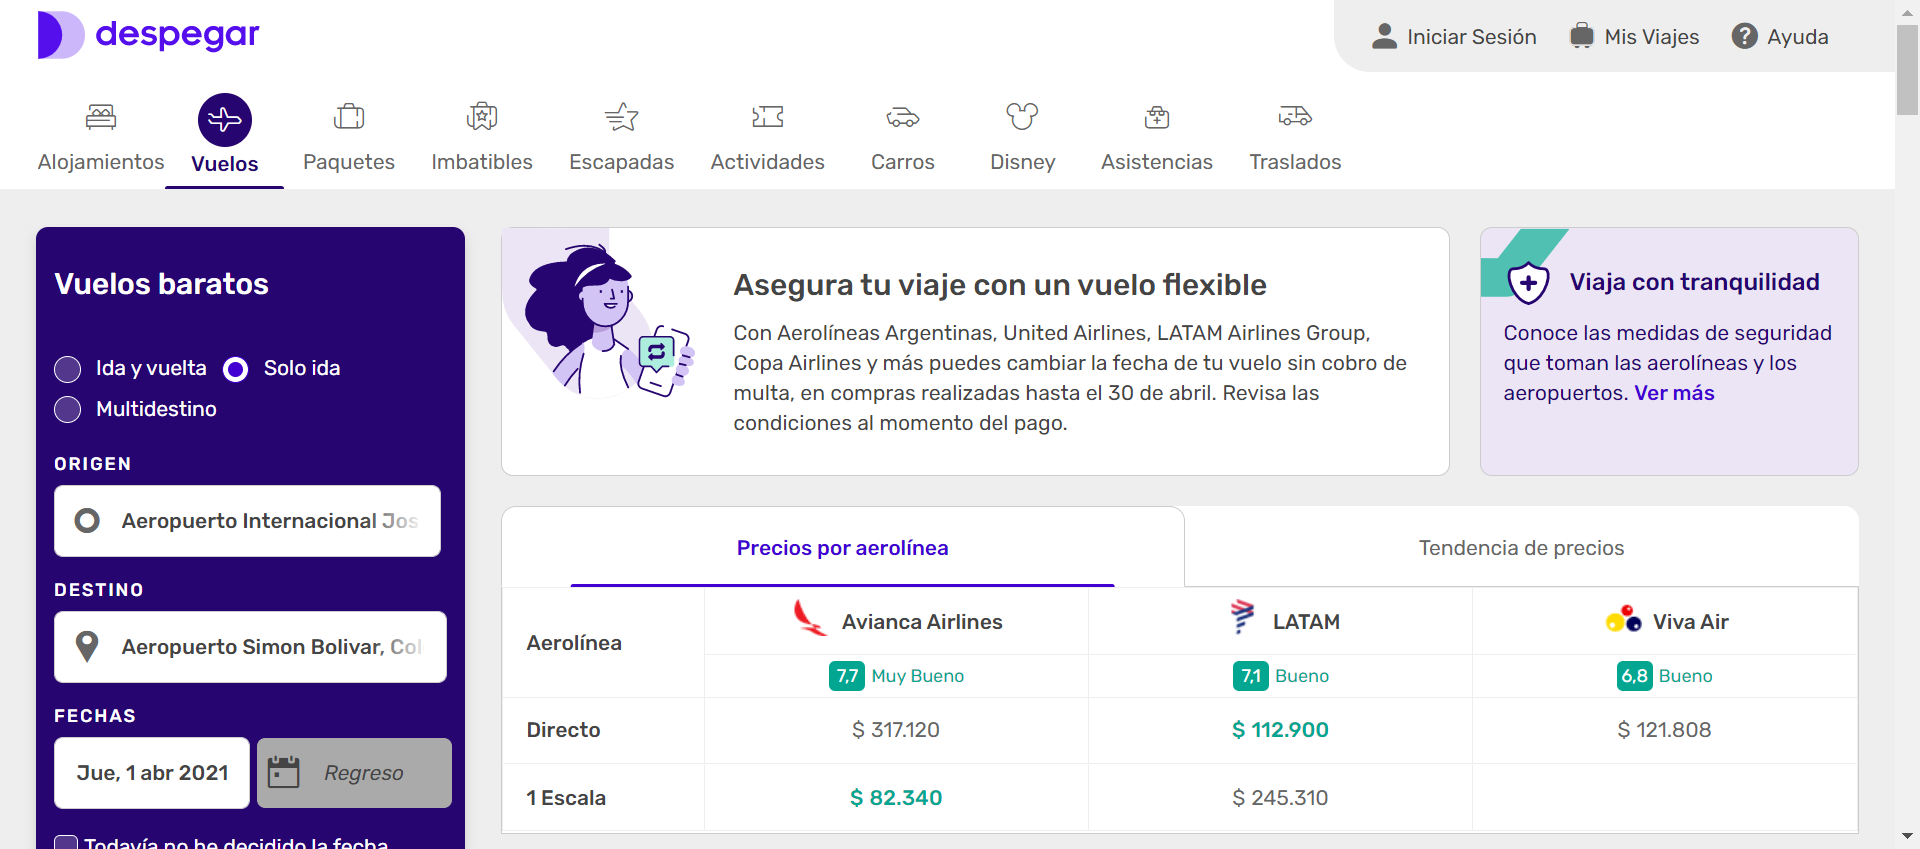 despegar
Iniciar Sesión
Mis Viajes
Ayuda
Alojamientos
Vuelos
Paquetes
Imbatibles
Escapadas
Actividades
Carros
Disney
Asistencias
Traslados
Vuelos baratos
Ida y vuelta
Solo ida
Multidestino
ORIGEN
Aeropuerto Internacional Jos
DESTINO
Aeropuerto Simon Bolivar, Col
FECHAS
Jue, 1 abr 2021
Regreso
Todavía no he decidido la fecha
Asegura tu viaje con un vuelo flexible
Con Aerolíneas Argentinas, United Airlines, LATAM Airlines Group,
Copa Airlines y más puedes cambiar la fecha de tu vuelo sin cobro de
multa, en compras realizadas hasta el 30 de abril. Revisa las
condiciones al momento del pago.
Viaja con tranquilidad
Conoce las medidas de seguridad
que toman las aerolíneas y los
aeropuertos. Ver más
Precios por aerolínea
Tendencia de precios
Aerolínea
Avianca Airlines
LATAM
Viva Air
7,7 Muy Bueno
7,1 Bueno
6,8 Bueno
Directo
$ 317.120
$ 112.900
$ 121.808
1 Escala
$ 82.340
$ 245.310